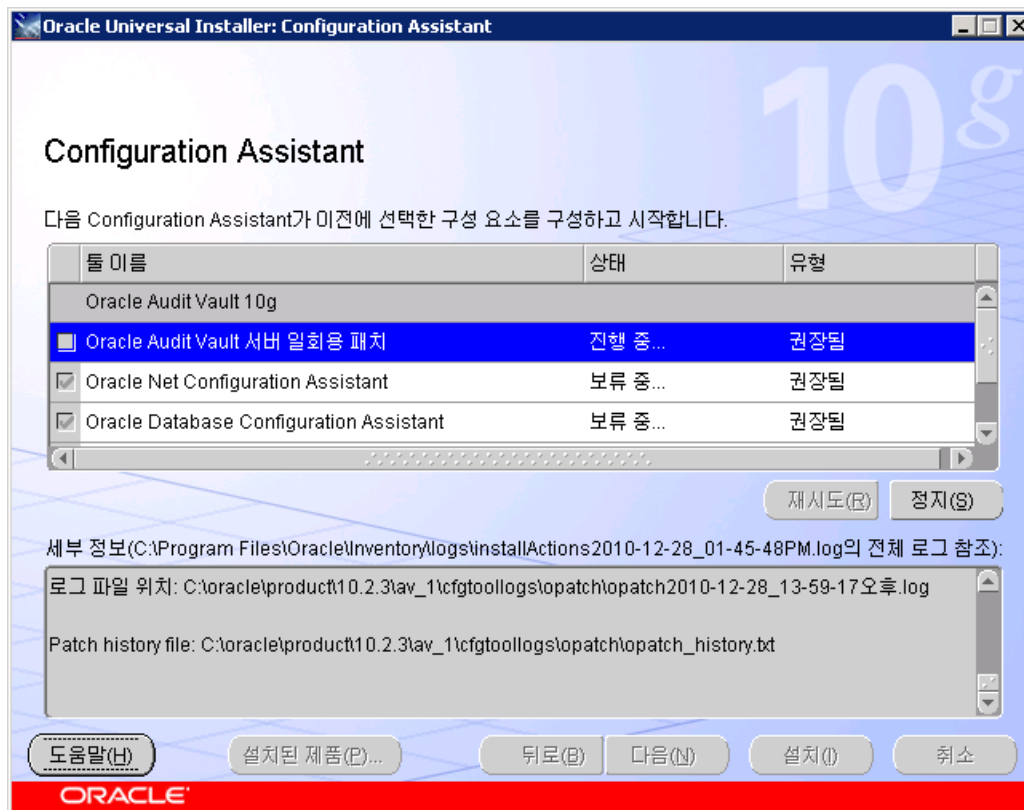 Oracle Universal Installer: Configuration Assistant
10g
Configuration Assistant
다음 Configuration Assistant가 이전에 선택한 구성 요소를 구성하고 시작합니다.
툴 이름 상태 유형
Oracle Audit Vault 10g
Oracle Audit Vault 서버 일회용 패치 진행 중... 권장됨
Oracle Net Configuration Assistant 보류 중... 권장됨
Oracle Database Configuration Assistant 보류 중... 권장됨
재시도(R) 정지(S)
세부 정보(C:\Program Files\Oracle\Inventory\logs\installActions2010-12-28_01-45-48PM.log의 전체 로그 참조):
로그 파일 위치: C:\oracle\product\10.2.3\av_1\cfgtoollogs\opatch\opatch2010-12-28_13-59-17오후.log
Patch history file: C:\oracle\product\10.2.3\av_1\cfgtoollogs\opatch\opatch_history.txt
도움말(H) 설치된 제품(P)... 뒤로(B) 다음(N) 설치(I) 취소
ORACLE